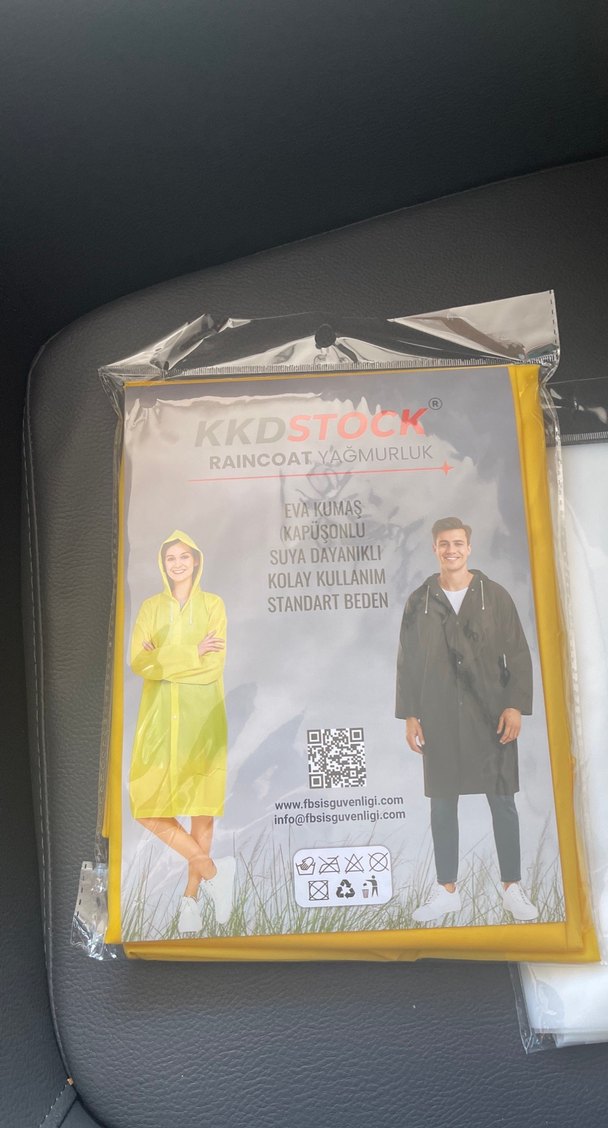 KKDSTOCK®
RAINCOAT YAĞMURLUK
EVA KUMAŞ
(KAPÜŞONLU
SUYA DAYANIKLI
KOLAY KULLANIM
STANDART BEDEN
www.fbsisguvenligi.com
info@fbsisguvenligi.com